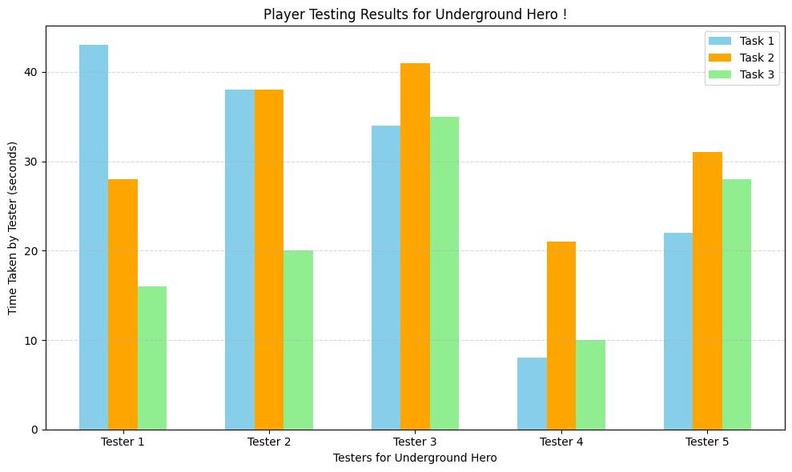 Player Testing Results for Underground Hero !
Task 1
Task 2
Task 3
Time Taken by Tester (seconds)
40
30
20
10
0
Tester 1 Tester 2 Tester 3 Tester 4 Tester 5
Testers for Underground Hero